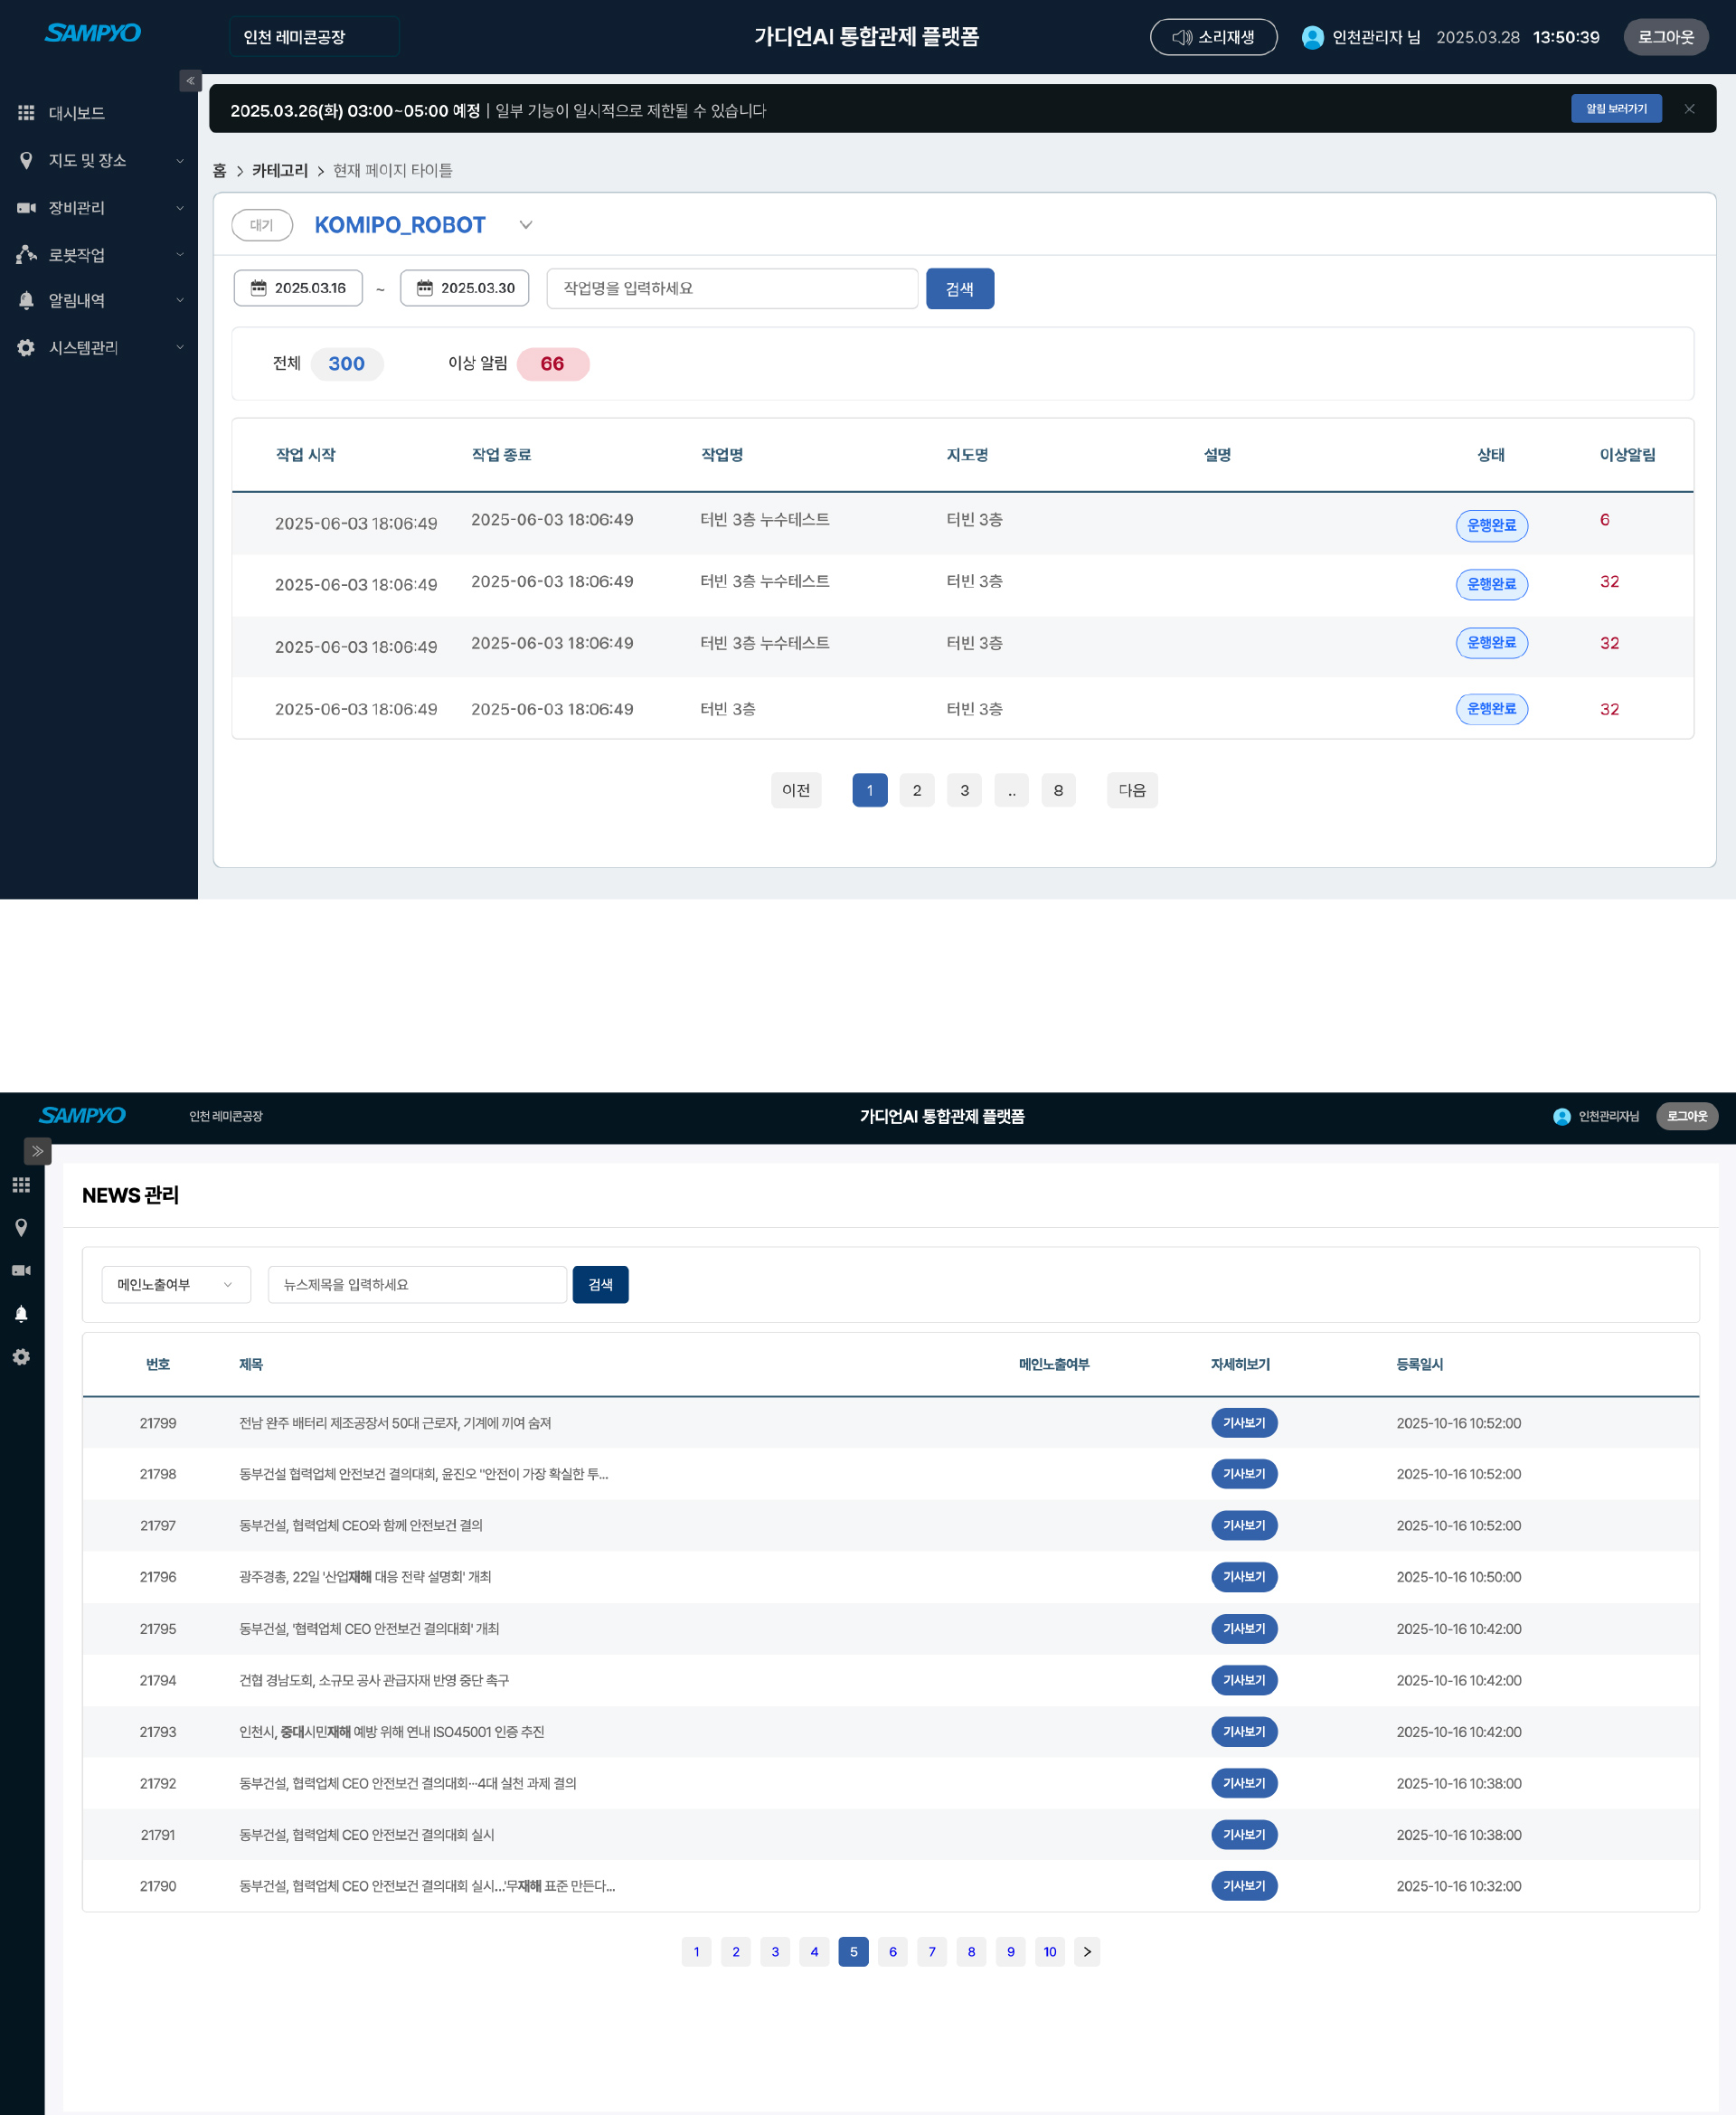 SAMPYO 인천 레미콘공장 가디언AI 통합관제 플랫폼 소리재생 인천관리자 님 2025.03.28 13:50:39 로그아웃
2025.03.26(화) 03:00~05:00 예정 | 일부 기능이 일시적으로 제한될 수 있습니다 알림 보러가기
대시보드
지도 및 장소
장비관리
로봇작업
알림내역
시스템관리
홈 > 카테고리 > 현재 페이지 타이틀
대기 KOMIPO_ROBOT
2025.03.16 ~ 2025.03.30 작업명을 입력하세요 검색
전체 300 이상 알림 66
작업 시작 작업 종료 작업명 지도명 설명 상태 이상알림
2025-06-03 18:06:49 2025-06-03 18:06:49 터빈 3층 누수테스트 터빈 3층 운행완료 6
2025-06-03 18:06:49 2025-06-03 18:06:49 터빈 3층 누수테스트 터빈 3층 운행완료 32
2025-06-03 18:06:49 2025-06-03 18:06:49 터빈 3층 누수테스트 터빈 3층 운행완료 32
2025-06-03 18:06:49 2025-06-03 18:06:49 터빈 3층 터빈 3층 운행완료 32
이전 1 2 3 .. 8 다음
SAMPYO 인천 레미콘공장 가디언AI 통합관제 플랫폼 인천관리자님 로그아웃
NEWS 관리
메인노출여부 뉴스제목을 입력하세요 검색
번호 제목 메인노출여부 자세히보기 등록일시
21799 전남 완주 배터리 제조공장서 50대 근로자, 기계에 끼여 숨져 기사보기 2025-10-16 10:52:00
21798 동부건설 협력업체 안전보건 결의대회, 윤진오 "안전이 가장 확실한 투... 기사보기 2025-10-16 10:52:00
21797 동부건설, 협력업체 CEO와 함께 안전보건 결의 기사보기 2025-10-16 10:52:00
21796 광주경총, 22일 '산업재해 대응 전략 설명회' 개최 기사보기 2025-10-16 10:50:00
21795 동부건설, '협력업체 CEO 안전보건 결의대회' 개최 기사보기 2025-10-16 10:42:00
21794 건협 경남도회, 소규모 공사 관급자재 반영 중단 촉구 기사보기 2025-10-16 10:42:00
21793 인천시, 중대시민재해 예방 위해 연내 ISO45001 인증 추진 기사보기 2025-10-16 10:42:00
21792 동부건설, 협력업체 CEO 안전보건 결의대회…4대 실천 과제 결의 기사보기 2025-10-16 10:38:00
21791 동부건설, 협력업체 CEO 안전보건 결의대회 실시 기사보기 2025-10-16 10:38:00
21790 동부건설, 협력업체 CEO 안전보건 결의대회 실시...'무재해 표준 만든다... 기사보기 2025-10-16 10:32:00
1 2 3 4 5 6 7 8 9 10 >